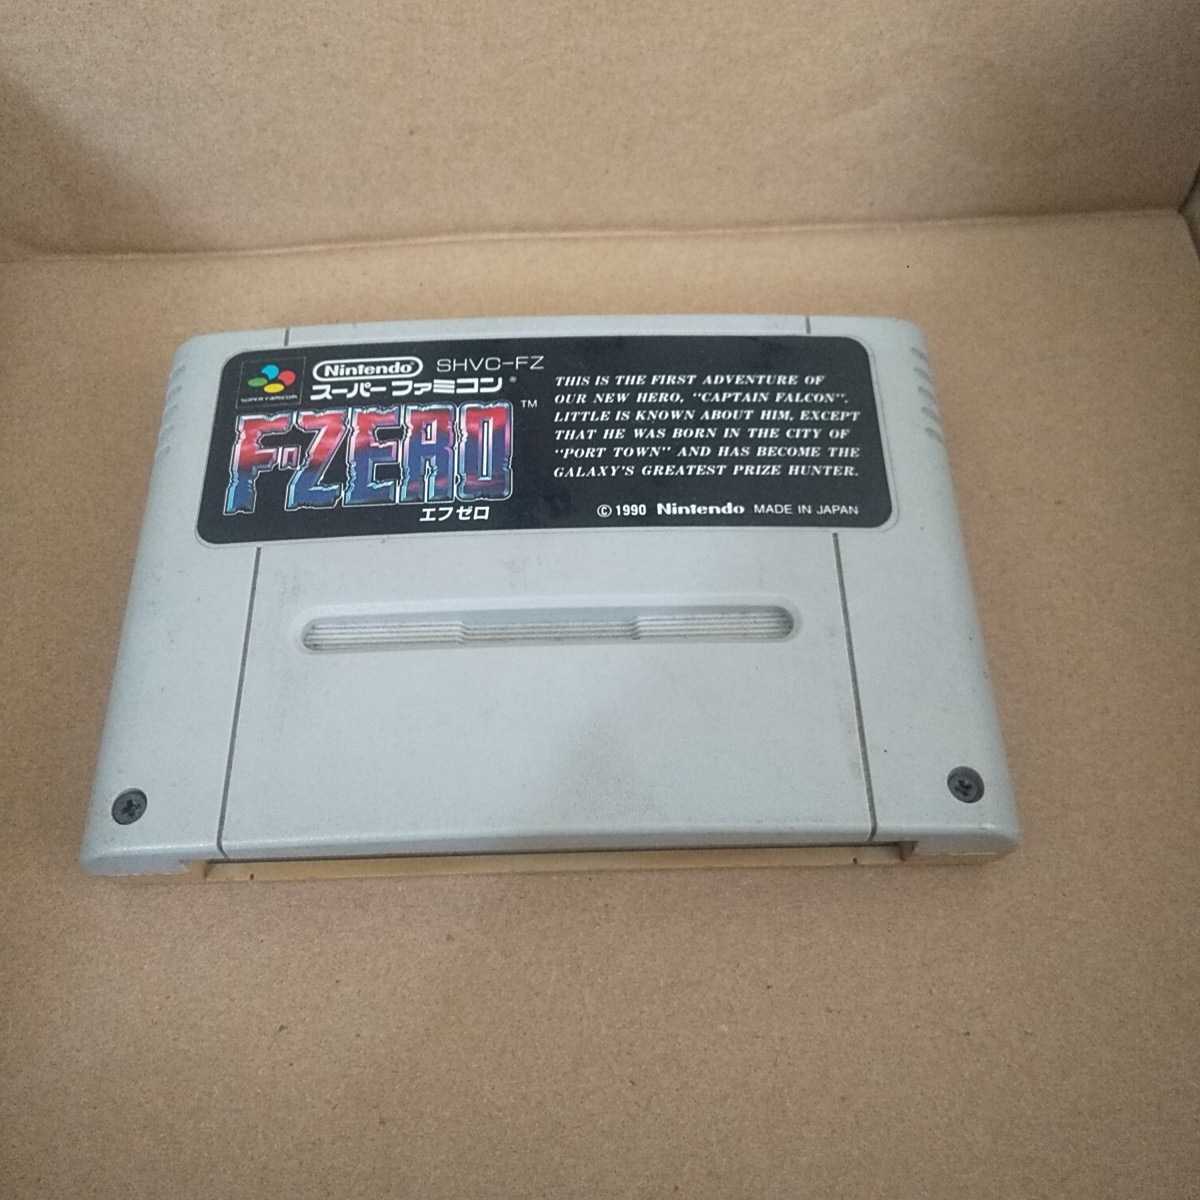 Nintendo SHVC-FZ
スーパーファミコン®
SUPER FAMICOM
F-ZERO™
エフゼロ
THIS IS THE FIRST ADVENTURE OF
OUR NEW HERO, "CAPTAIN FALCON".
LITTLE IS KNOWN ABOUT HIM, EXCEPT
THAT HE WAS BORN IN THE CITY OF
"PORT TOWN" AND HAS BECOME THE
GALAXY'S GREATEST PRIZE HUNTER.
© 1990 Nintendo MADE IN JAPAN